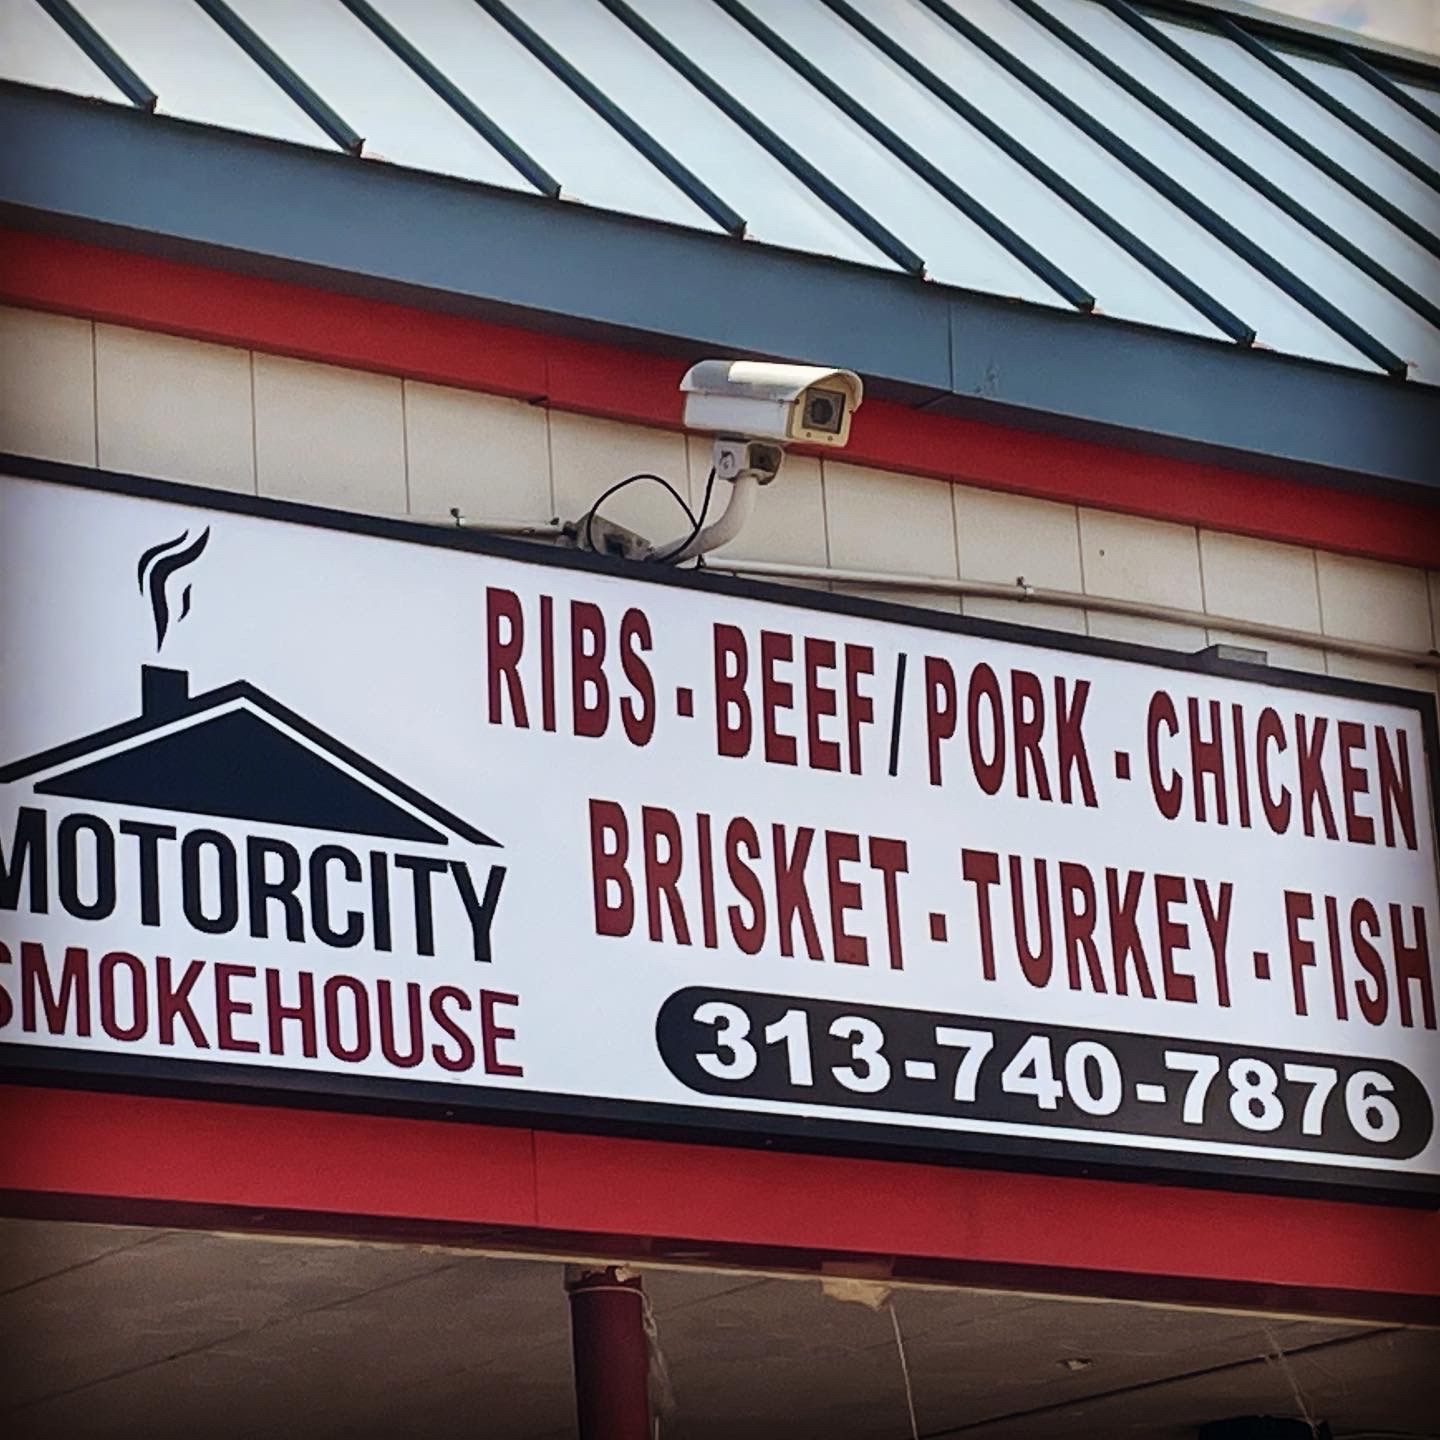 MOTORCITY
SMOKEHOUSE
RIBS - BEEF/PORK - CHICKEN
BRISKET - TURKEY - FISH
313-740-7876